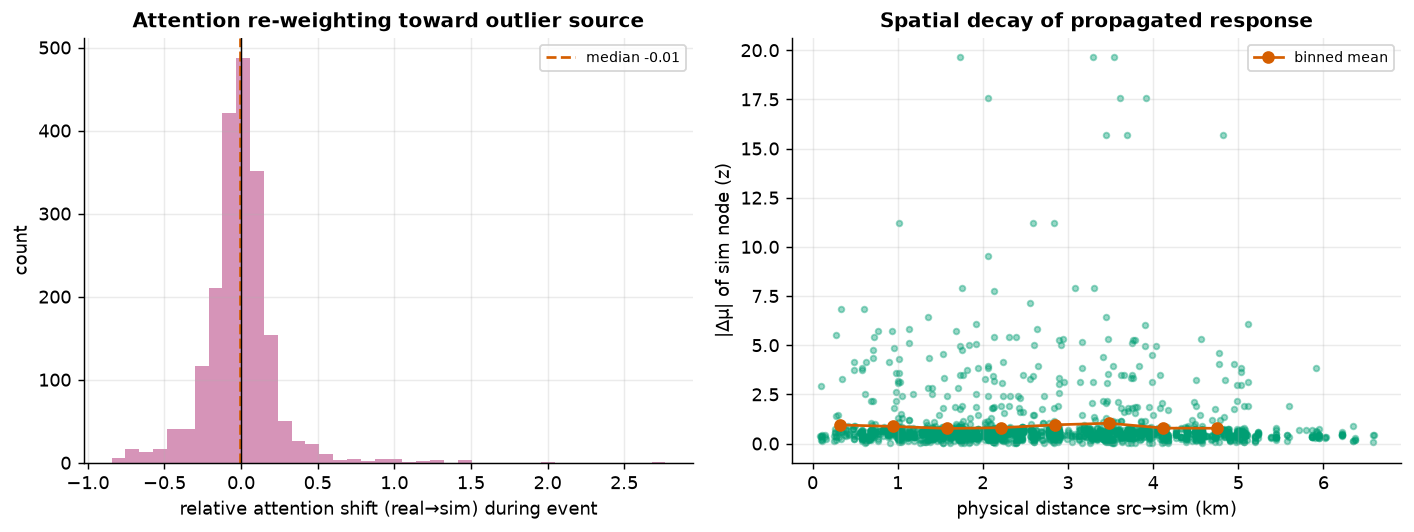 Attention re-weighting toward outlier source
median -0.01
500
400
300
200
100
0
count
−1.0 −0.5 0.0 0.5 1.0 1.5 2.0 2.5
relative attention shift (real→sim) during event
Spatial decay of propagated response
binned mean
20.0
17.5
15.0
12.5
10.0
7.5
5.0
2.5
0.0
|Δμ| of sim node (z)
0 1 2 3 4 5 6
physical distance src→sim (km)